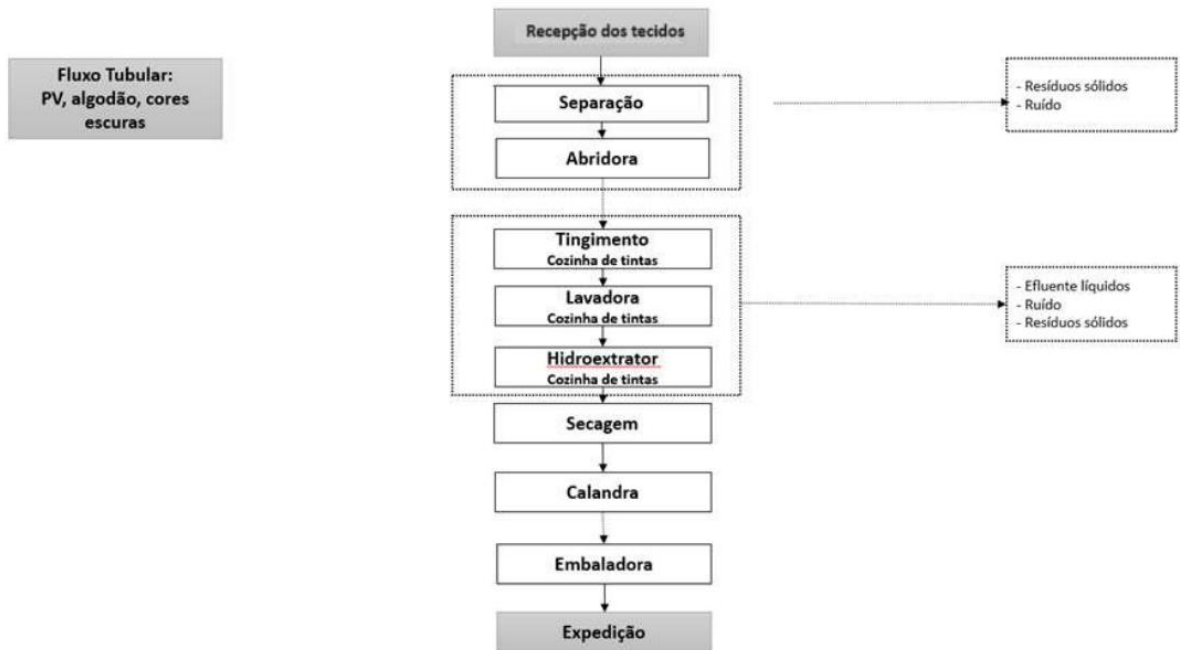 Recepção dos tecidos
Fluxo Tubular:
PV, algodão, cores
escuras
Separação
Abridora
- Resíduos sólidos
- Ruído
Tingimento
Cozinha de tintas
Lavadora
Cozinha de tintas
Hidroextrator
Cozinha de tintas
- Efluente líquidos
- Ruído
- Resíduos sólidos
Secagem
Calandra
Embaladora
Expedição